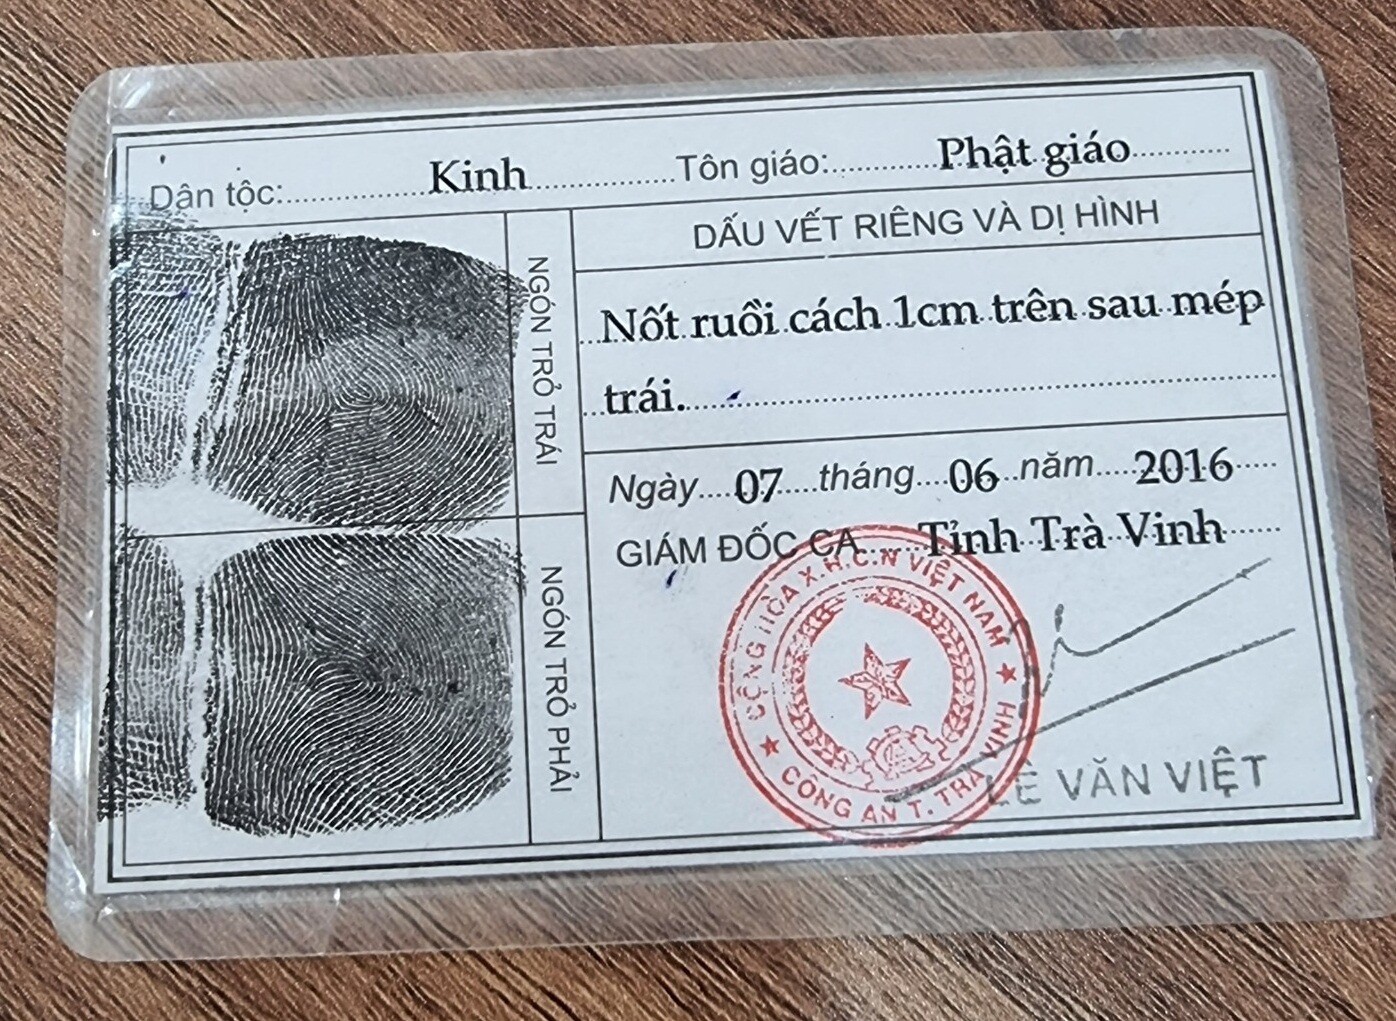 Dân tộc: Kinh Tôn giáo: Phật giáo
NGÓN TRỎ TRÁI
NGÓN TRỎ PHẢI
DẤU VẾT RIÊNG VÀ DỊ HÌNH
Nốt ruồi cách 1cm trên sau mép
trái.
Ngày 07 tháng 06 năm 2016
GIÁM ĐỐC CA Tỉnh Trà Vinh
CỘNG HÒA X.H.C.N VIỆT NAM
CÔNG AN T. TRÀ VINH
LÊ VĂN VIỆT